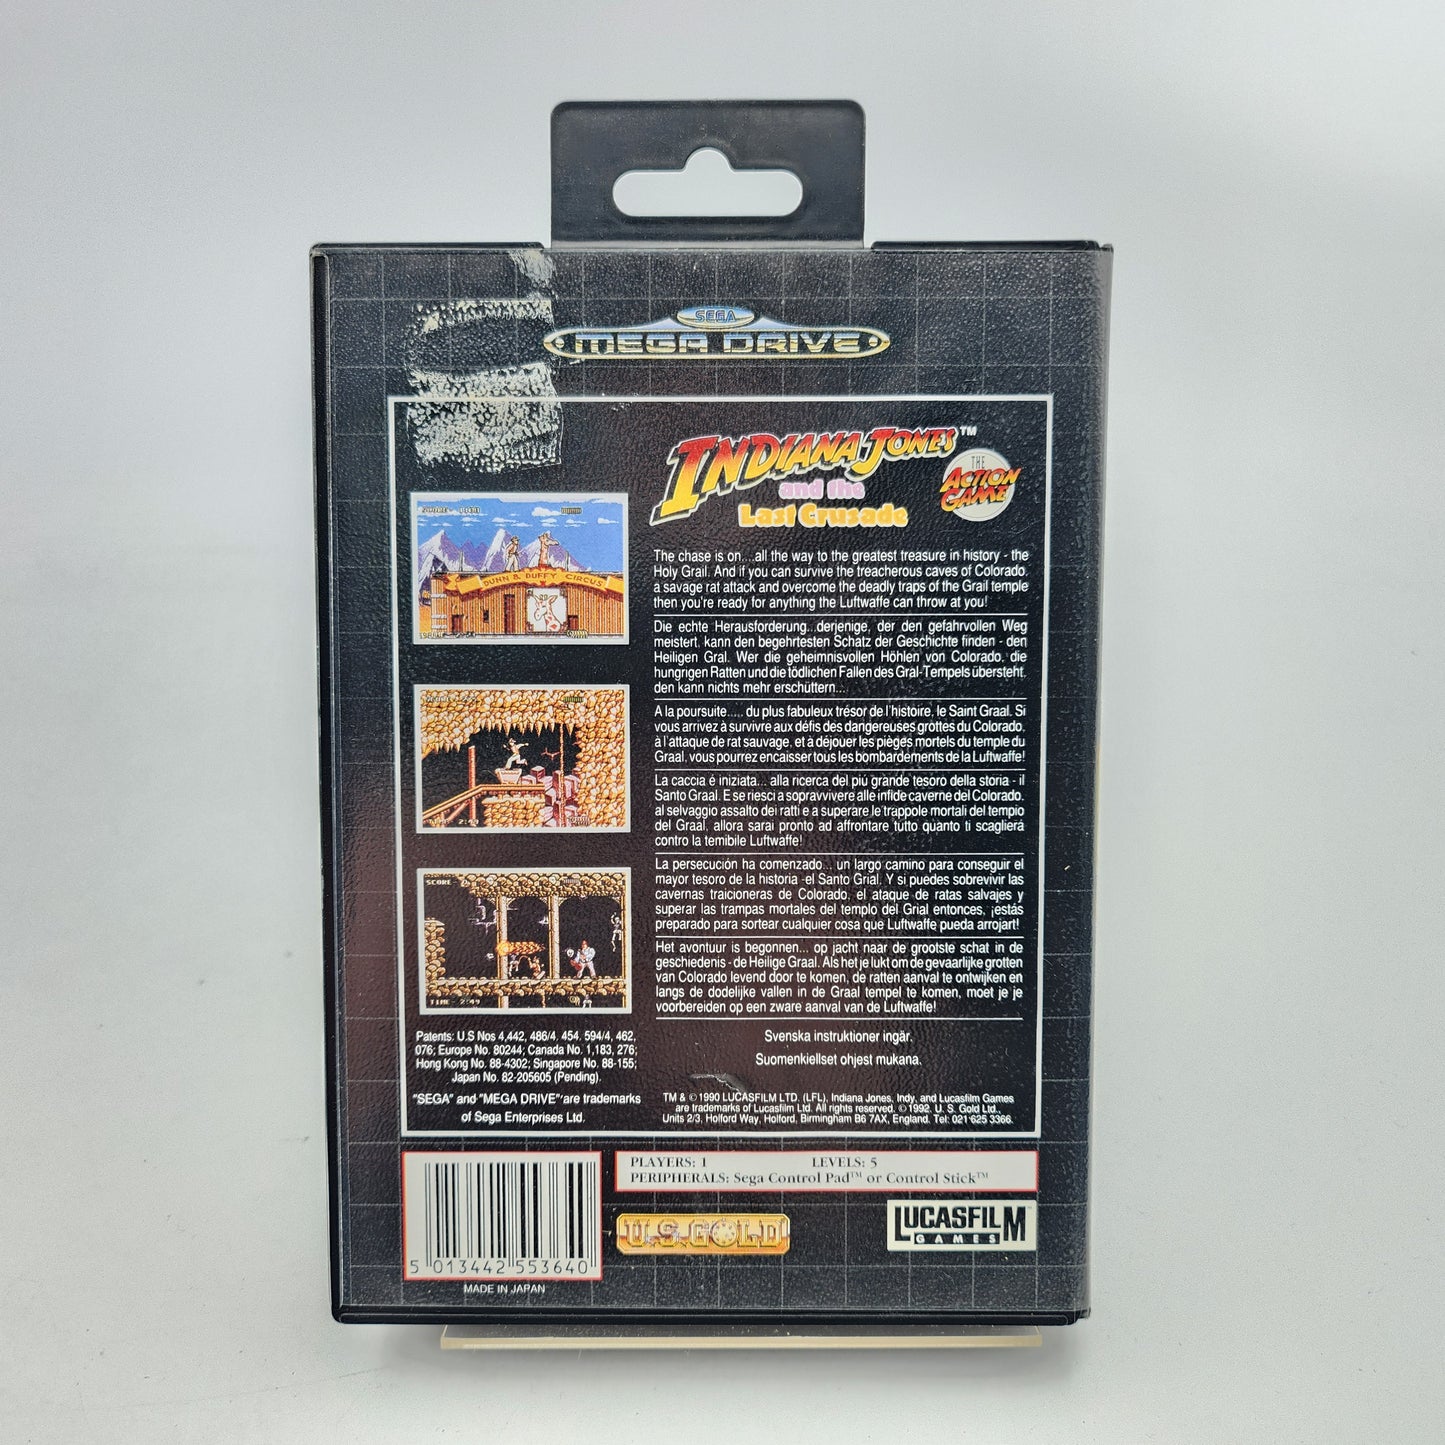 SEGA
MEGA DRIVE
INDIANA JONES™
and the
Last Crusade
THE
ACTION
GAME
DUNN & DUFFY CIRCUS
The chase is on....all the way to the greatest treasure in history - the
Holy Grail. And if you can survive the treacherous caves of Colorado,
a savage rat attack and overcome the deadly traps of the Grail temple
then you're ready for anything the Luftwaffe can throw at you!
Die echte Herausforderung...derjenige, der den gefahrvollen Weg
meistert, kann den begehrtesten Schatz der Geschichte finden - den
Heiligen Gral. Wer die geheimnisvollen Höhlen von Colorado, die
hungrigen Ratten und die tödlichen Fallen des Gral-Tempels übersteht,
den kann nichts mehr erschüttern...
A la poursuite..... du plus fabuleux trésor de l'histoire, le Saint Graal. Si
vous arrivez à survivre aux défis des dangereuses grottes du Colorado,
à l'attaque de rat sauvage, et à déjouer les pièges mortels du temple du
Graal, vous pourrez encaisser tous les bombardements de la Luftwaffe!
La caccia é iniziata... alla ricerca del piú grande tesoro della storia - il
Santo Graal. E se riesci a sopravvivere alle infide caverne del Colorado,
al selvaggio assalto dei ratti e a superare le trappole mortali del tempio
del Graal, allora sarai pronto ad affrontare tutto quanto ti scaglierá
contro la temibile Luftwaffe!
La persecución ha comenzado... un largo camino para conseguir el
mayor tesoro de la historia -el Santo Grial. Y si puedes sobrevivir las
cavernas traicioneras de Colorado, el ataque de ratas salvajes y
superar las trampas mortales del templo del Grial entonces, ¡estás
preparado para sortear cualquier cosa que Luftwaffe pueda arrojart!
Het avontuur is begonnen... op jacht naar de grootste schat in de
geschiedenis - de Heilige Graal. Als het je lukt om de gevaarlijke grotten
van Colorado levend door te komen, de ratten aanval te ontwijken en
langs de dodelijke vallen in de Graal tempel te komen, moet je je
voorbereiden op een zware aanval van de Luftwaffe!
Svenska instruktioner ingär.
Suomenkiellset ohjest mukana.
SCORE
TIME- 2:49
Patents: U.S Nos 4,442, 486/4. 454. 594/4, 462,
076; Europe No. 80244; Canada No. 1,183, 276;
Hong Kong No. 88-4302; Singapore No. 88-155;
Japan No. 82-205605 (Pending).
"SEGA" and "MEGA DRIVE" are trademarks
of Sega Enterprises Ltd.
TM & © 1990 LUCASFILM LTD. (LFL), Indiana Jones, Indy, and Lucasfilm Games
are trademarks of Lucasfilm Ltd. All rights reserved. © 1992. U. S. Gold Ltd.,
Units 2/3, Holford Way, Holford, Birmingham B6 7AX, England. Tel: 021 625 3366.
PLAYERS: 1 LEVELS: 5
PERIPHERALS: Sega Control Pad™ or Control Stick™
5 013442 553640
MADE IN JAPAN
U.S. GOLD
LUCASFILM™
GAMES